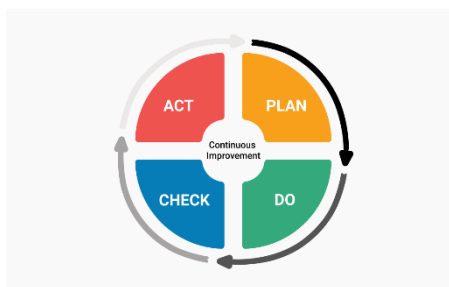 ACT
PLAN
Continuous
Improvement
CHECK
DO